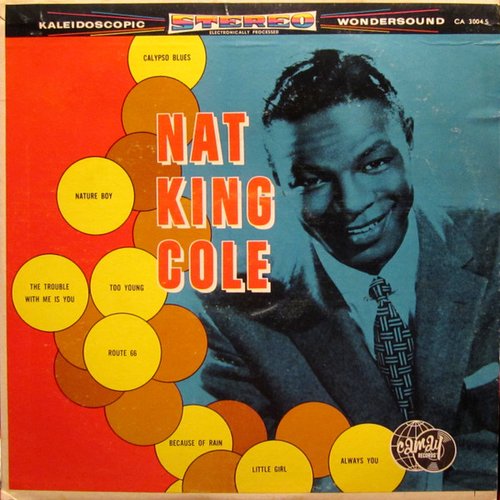 KALEIDOSCOPIC STEREO WONDERSOUND CA 3004 S
ELECTRONICALLY PROCESSED
CALYPSO BLUES
NAT
KING
COLE
NATURE BOY
THE TROUBLE
WITH ME IS YOU
TOO YOUNG
ROUTE 66
BECAUSE OF RAIN
LITTLE GIRL
ALWAYS YOU
camay
RECORDS